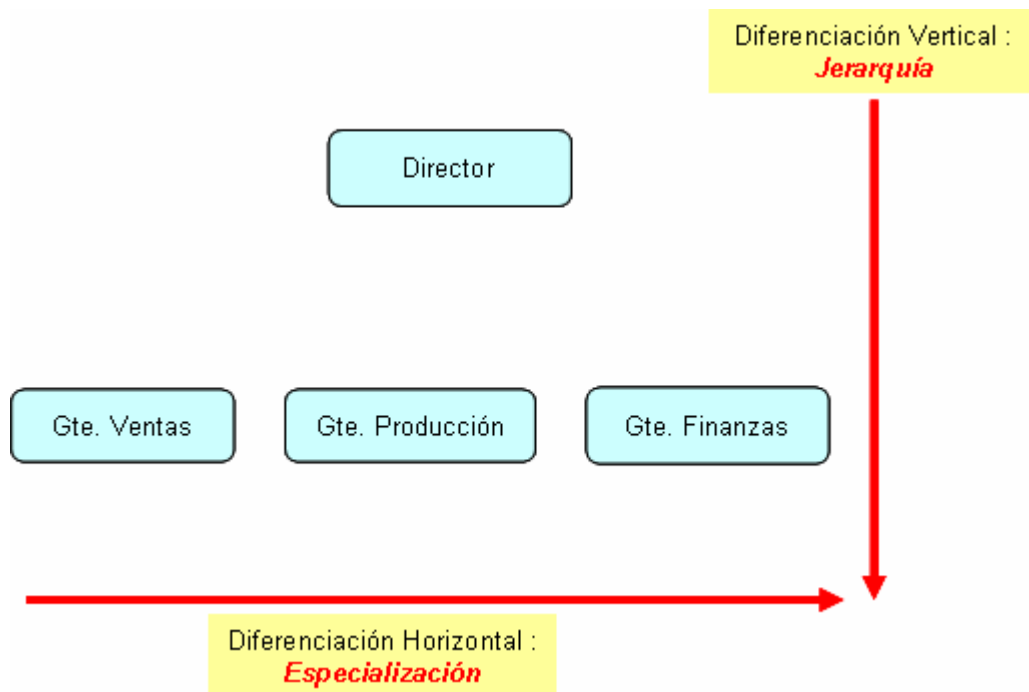 Diferenciación Vertical :
Jerarquía
Director
Gte. Ventas
Gte. Producción
Gte. Finanzas
Diferenciación Horizontal :
Especialización